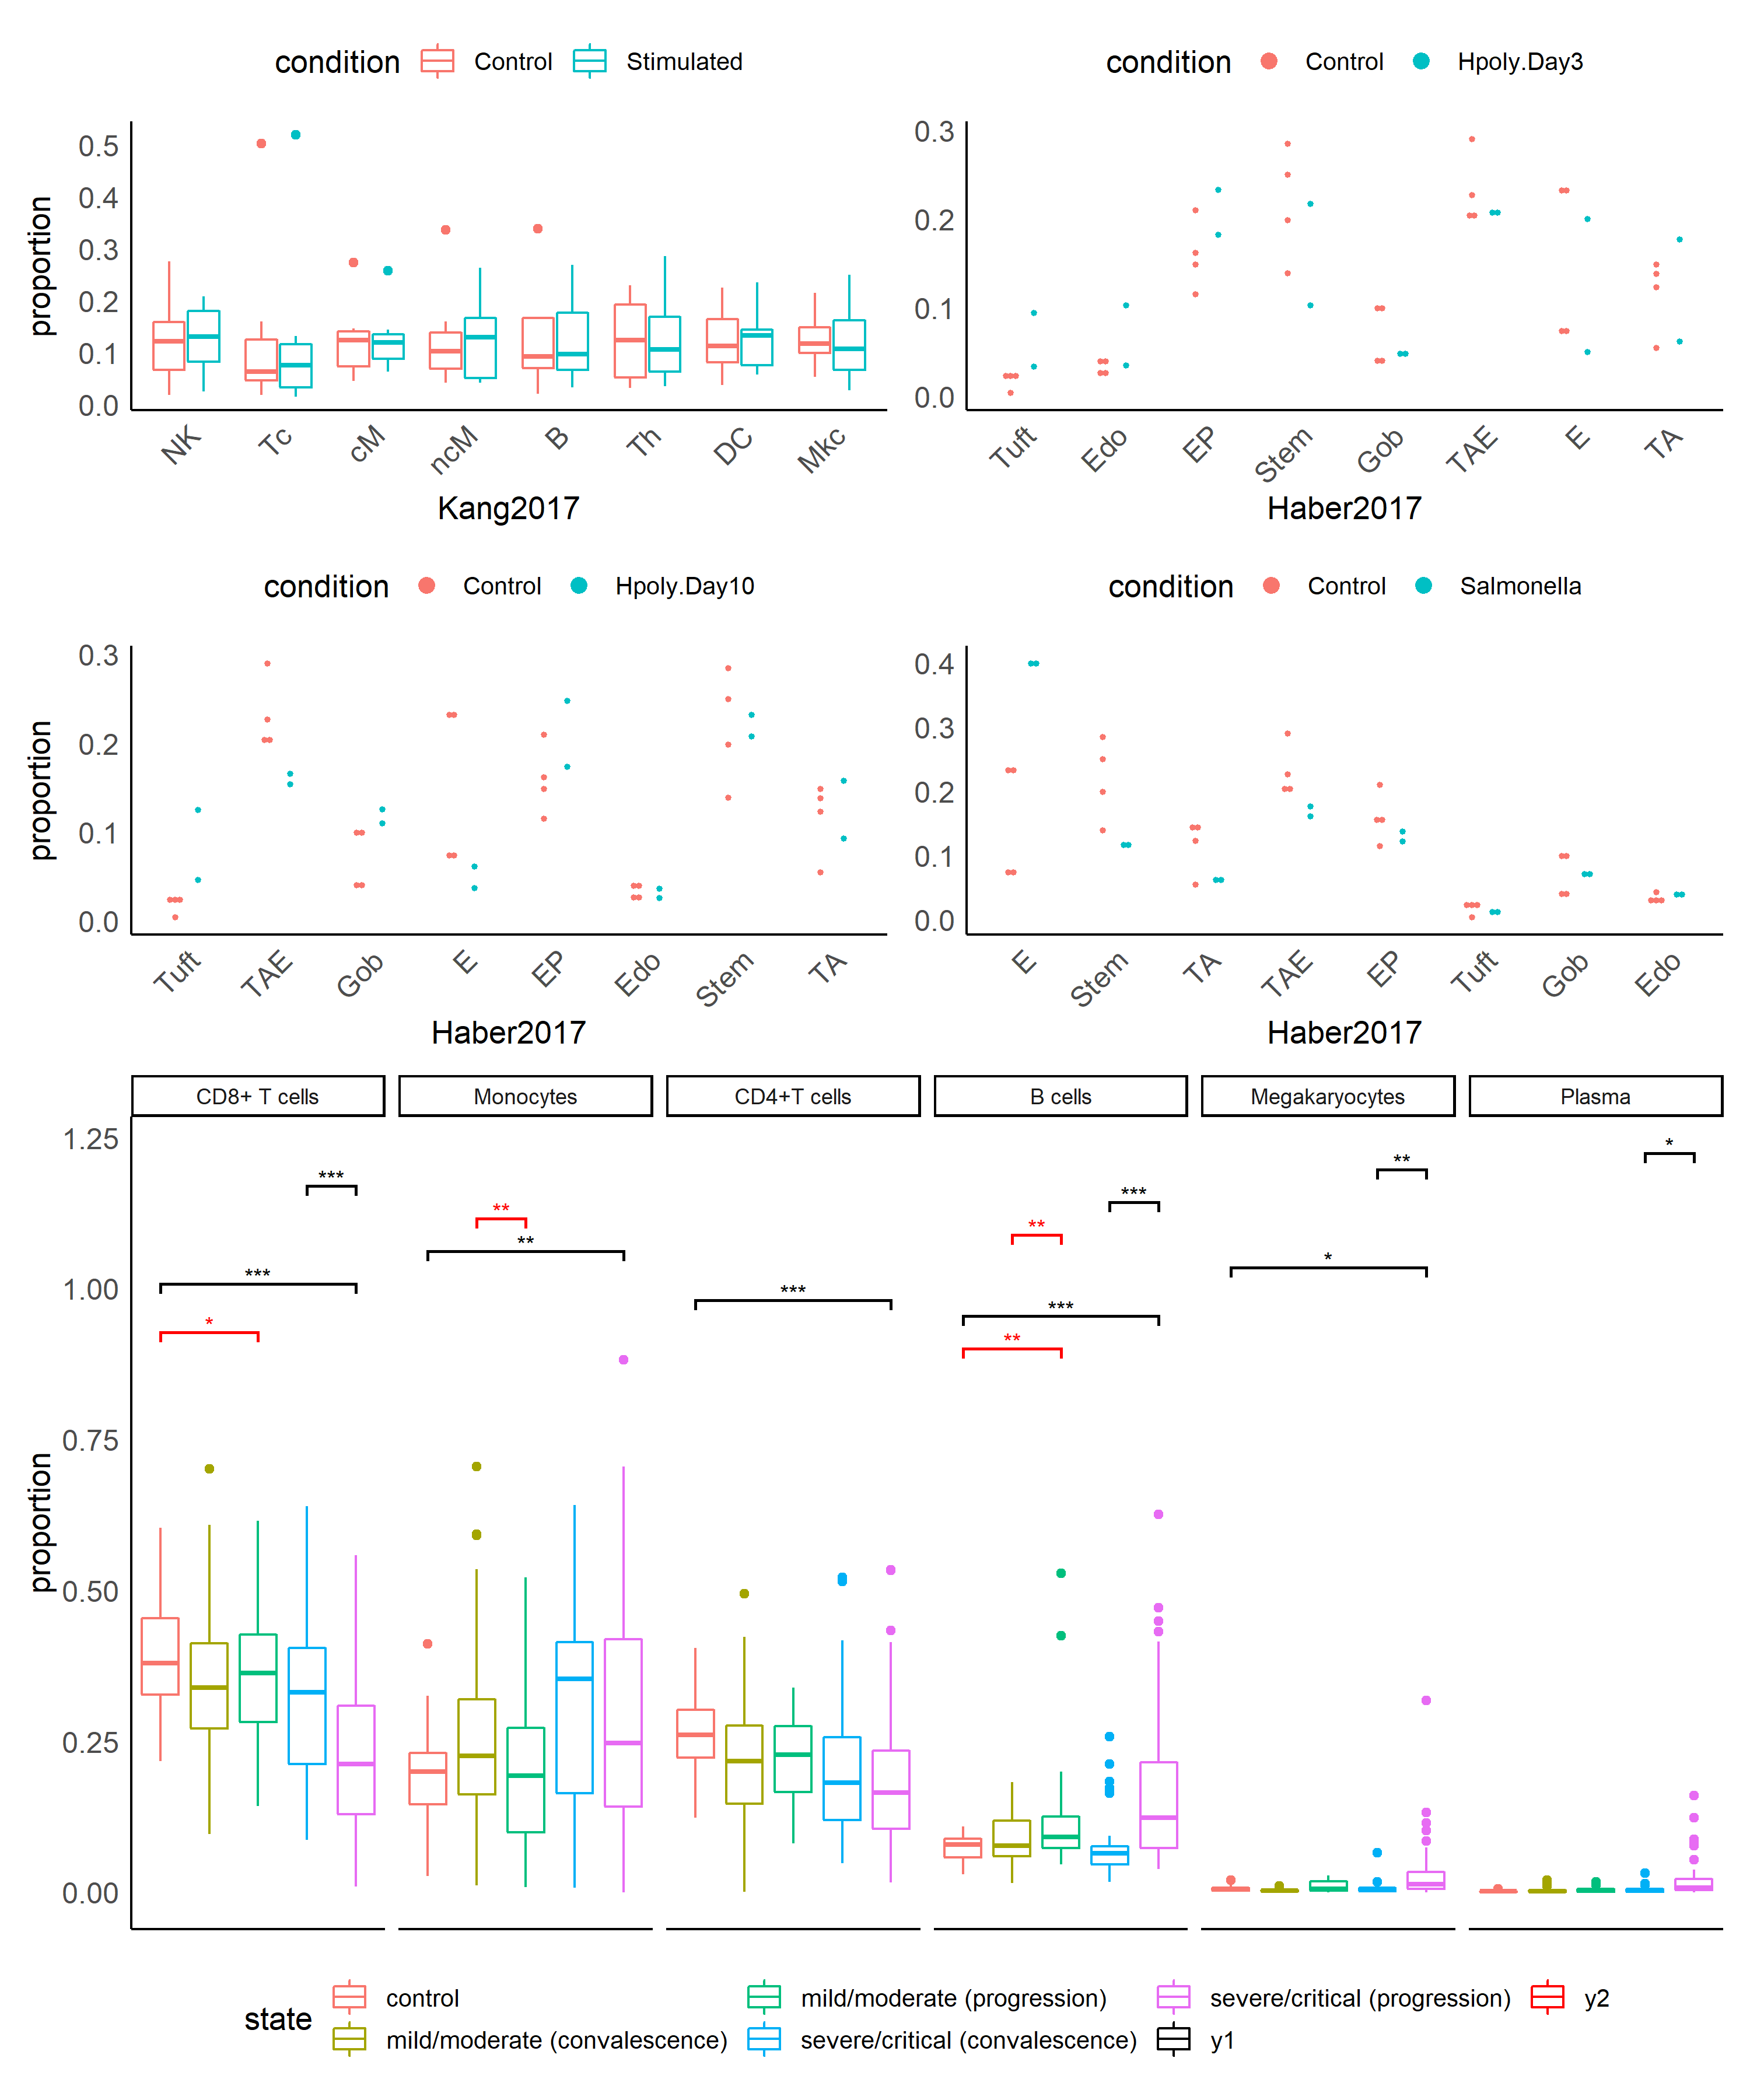 condition Control Stimulated
condition Control Hpoly.Day3
proportion
0.5
0.4
0.3
0.2
0.1
0.0
NK Tc cM ncM B Th DC Mkc
Kang2017
0.3
0.2
0.1
0.0
Tuft Edo EP Stem Gob TAE E TA
Haber2017
condition Control Hpoly.Day10
condition Control Salmonella
proportion
0.3
0.2
0.1
0.0
Tuft TAE Gob E EP Edo Stem TA
Haber2017
0.4
0.3
0.2
0.1
0.0
E Stem TA TAE EP Tuft Gob Edo
Haber2017
CD8+ T cells Monocytes CD4+T cells B cells Megakaryocytes Plasma
proportion
1.25
1.00
0.75
0.50
0.25
0.00
*** *** *
** **
***
*** ** *** **
** *
*
state control mild/moderate (progression) severe/critical (progression) y2
mild/moderate (convalescence) severe/critical (convalescence) y1